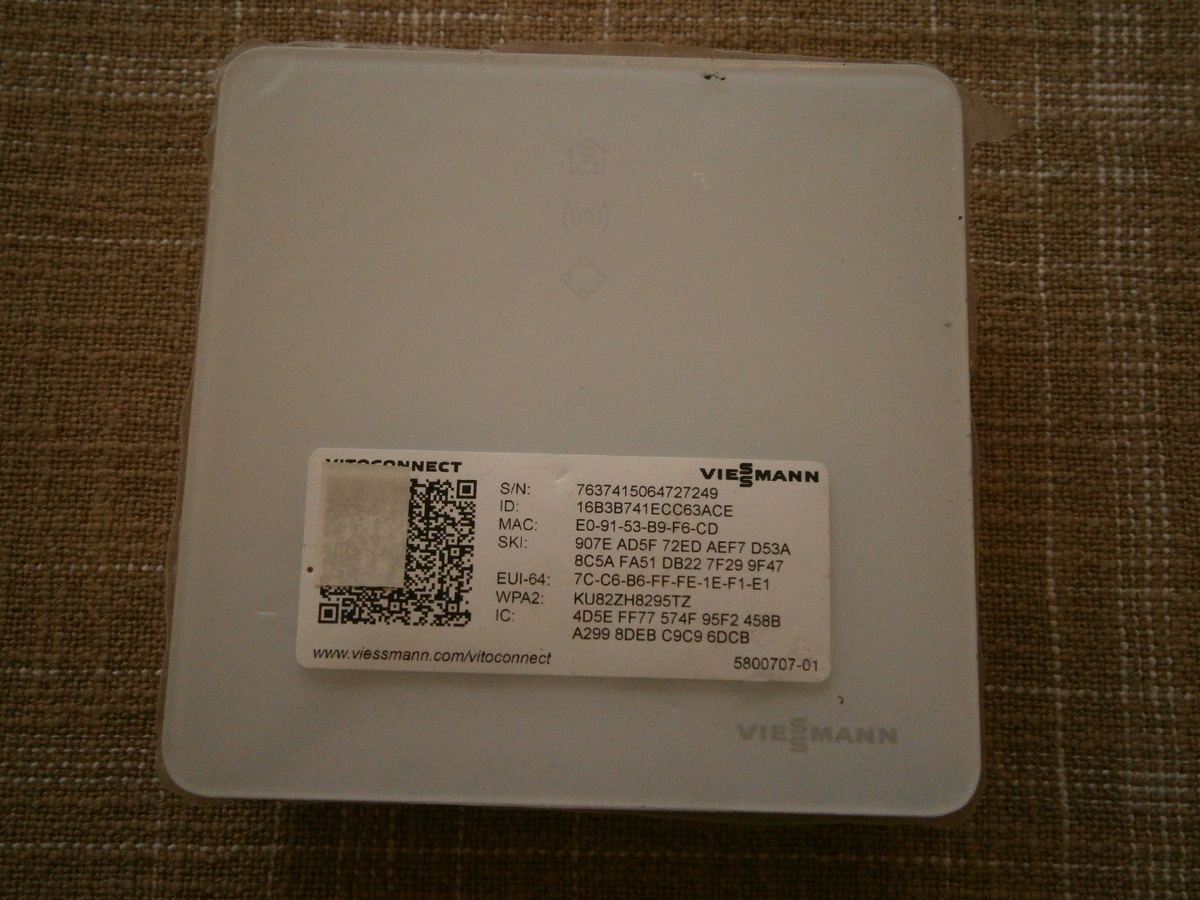 VITOCONNECT
VIESSMANN
S/N: 7637415064727249
ID: 16B3B741ECC63ACE
MAC: E0-91-53-B9-F6-CD
SKI: 907E AD5F 72ED AEF7 D53A
8C5A FA51 DB22 7F29 9F47
EUI-64: 7C-C6-B6-FF-FE-1E-F1-E1
WPA2: KU82ZH8295TZ
IC: 4D5E FF77 574F 95F2 458B
A299 8DEB C9C9 6DCB
www.viessmann.com/vitoconnect
5800707-01
VIESSMANN